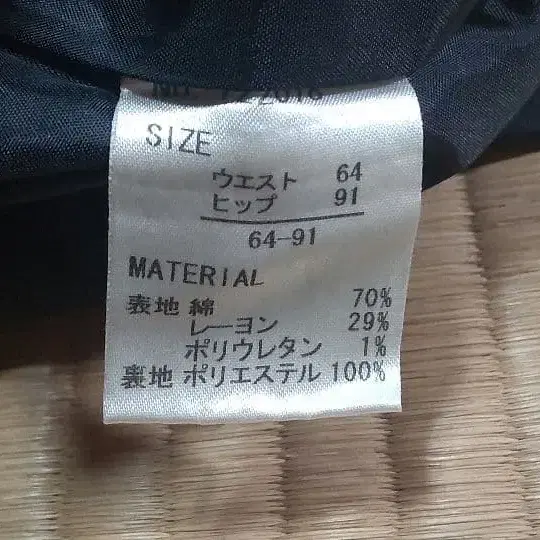 SIZE
ウエスト 64
ヒップ 91
64-91
MATERIAL
表地 綿 70%
レーヨン 29%
ポリウレタン 1%
裏地 ポリエステル 100%